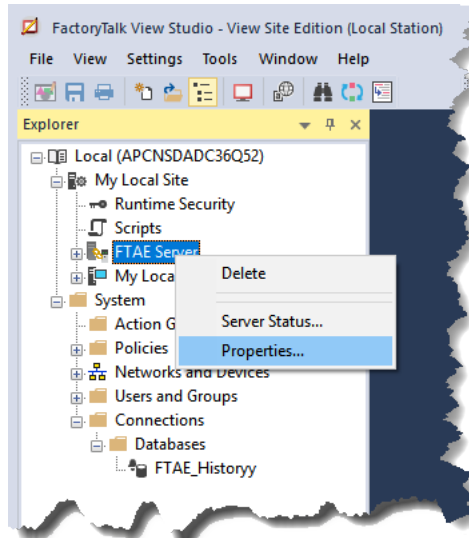 FactoryTalk View Studio - View Site Edition (Local Station)
File View Settings Tools Window Help
Explorer
Local (APCNSDADC36Q52)
My Local Site
Runtime Security
Scripts
FTAE Server
My Loca
Delete
Server Status...
Properties...
System
Action G
Policies
Networks and Devices
Users and Groups
Connections
Databases
FTAE_Historyy